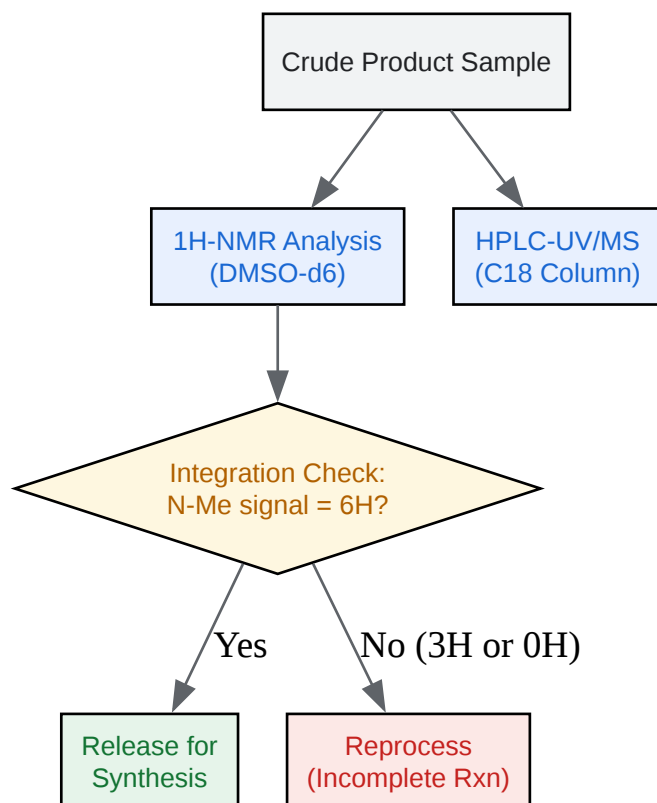 Crude Product Sample
1H-NMR Analysis
(DMSO-d6)
HPLC-UV/MS
(C18 Column)
Integration Check:
N-Me signal = 6H?
Yes
No (3H or 0H)
Release for
Synthesis
Reprocess
(Incomplete Rxn)